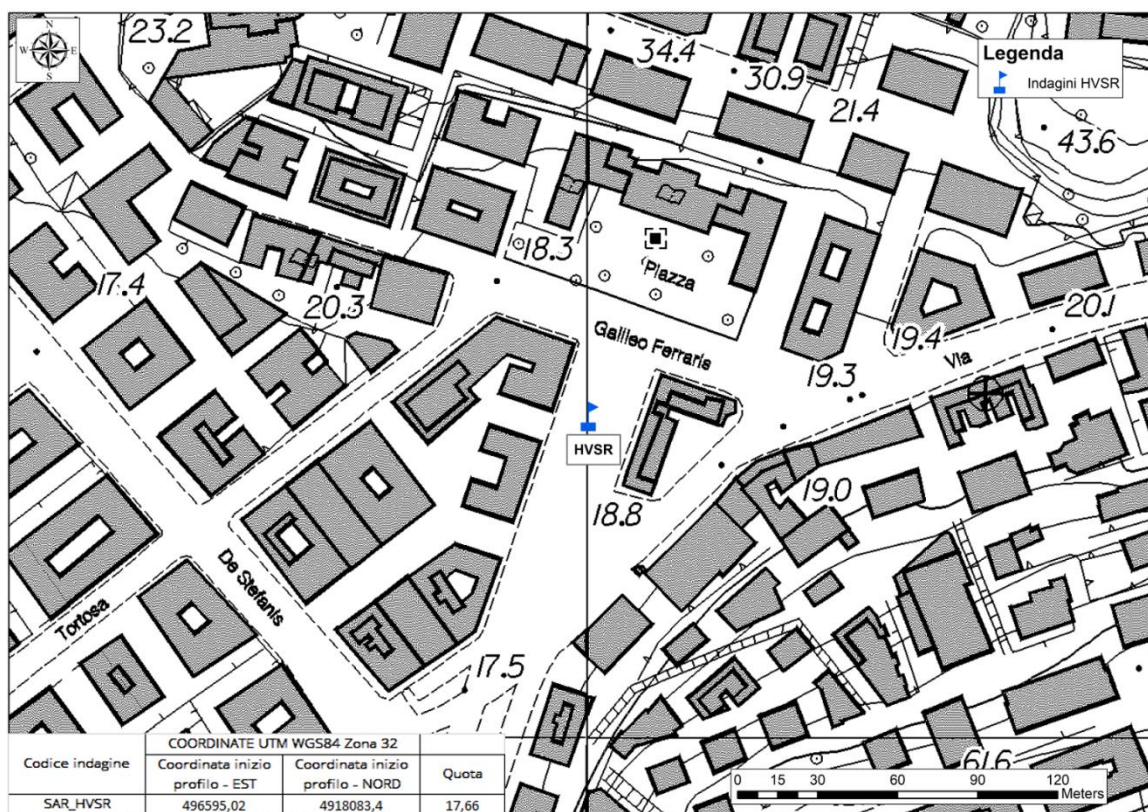 N
W E
S
23.2
34.4
30.9
21.4
43.6
Legenda
Indagini HVSR
18.3
17.4
20.3
Piazza
Galileo Ferraris
19.3
19.4
Via
20.1
HVSR
18.8
19.0
De Stefanis
Tortosa
17.5
61.6
COORDINATE UTM WGS84 Zona 32
Codice indagine
Coordinata inizio
profilo - EST
Coordinata inizio
profilo - NORD
Quota
SAR_HVSR 496595,02 4918083,4 17,66
0 15 30 60 90 120
Meters